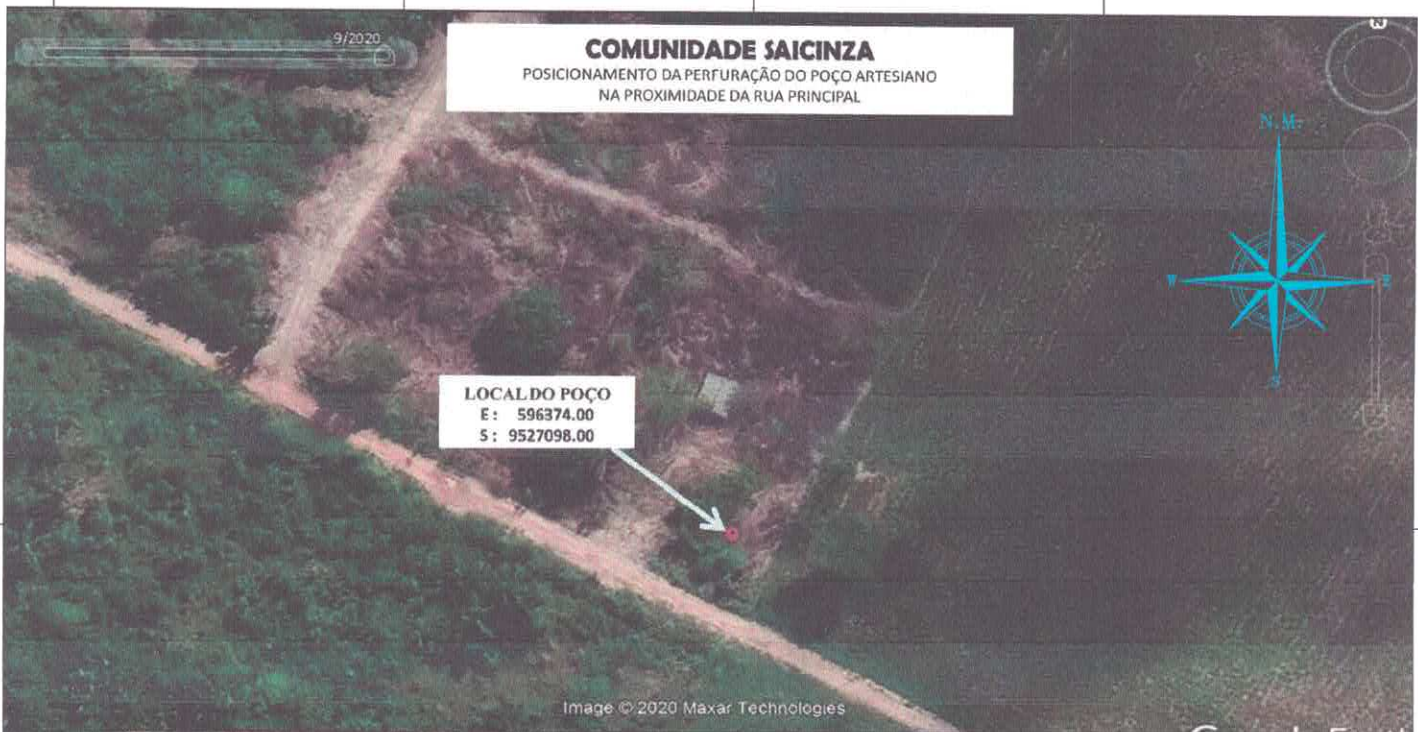 9/2020
COMUNIDADE SAICINZA
POSICIONAMENTO DA PERFURAÇÃO DO POÇO ARTESIANO
NA PROXIMIDADE DA RUA PRINCIPAL
N
N.M.
W
E
S
LOCAL DO POÇO
E: 596374.00
S: 9527098.00
Image © 2020 Maxar Technologies